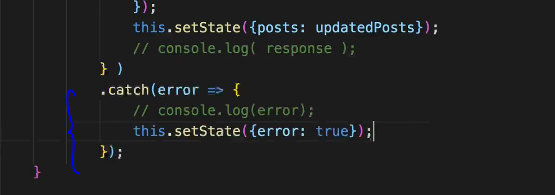 });
this.setState({posts: updatedPosts});
// console.log( response );
} )
.catch(error => {
// console.log(error);
this.setState({error: true});
});
}